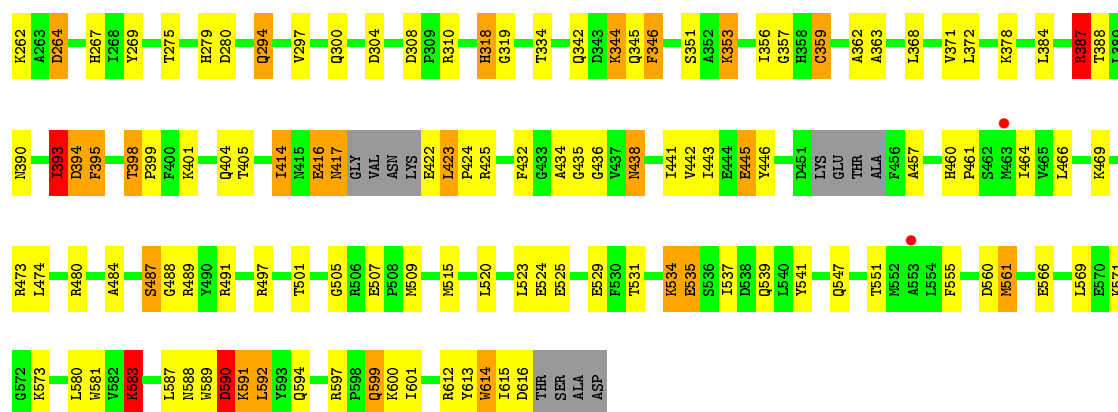 K262 A263 D264 H267 I268 Y269 T275 H279 D280 Q294 V297 Q300 D304 D308 P309 R310 H318 G319 T334 Q342 D343 K344 Q345 F346 S351 A352 K353 I356 G357 H358 C359 A362 A363 L368 V371 L372 K378 L384 R387 T388 L389
N390 I393 D394 F395 T398 P399 F400 K401 Q404 T405 I414 N415 E416 N417 GLY VAL ASN LYS E422 L423 P424 R425 F432 G433 A434 G435 G436 V437 N438 I441 V442 I443 E444 E445 Y446 D451 LYS GLU THR ALA F456 A457 H460 P461 S462 M463 I464 V465 L466 K469
R473 L474 R480 A484 S487 G488 R489 Y490 R491 R497 T501 G505 R506 E507 P508 M509 M515 L520 L523 E524 E525 E529 F530 T531 K534 E535 S536 I537 D538 Q539 L540 Y541 Q547 T551 M552 A553 L554 F555 D560 M561 E566 L569 E570 K571
G572 K573 L580 W581 V582 K583 L587 N588 W589 D590 K591 L592 Y593 Q594 R597 P598 Q599 K600 I601 R612 Y613 W614 I615 D616 THR SER ALA ASP